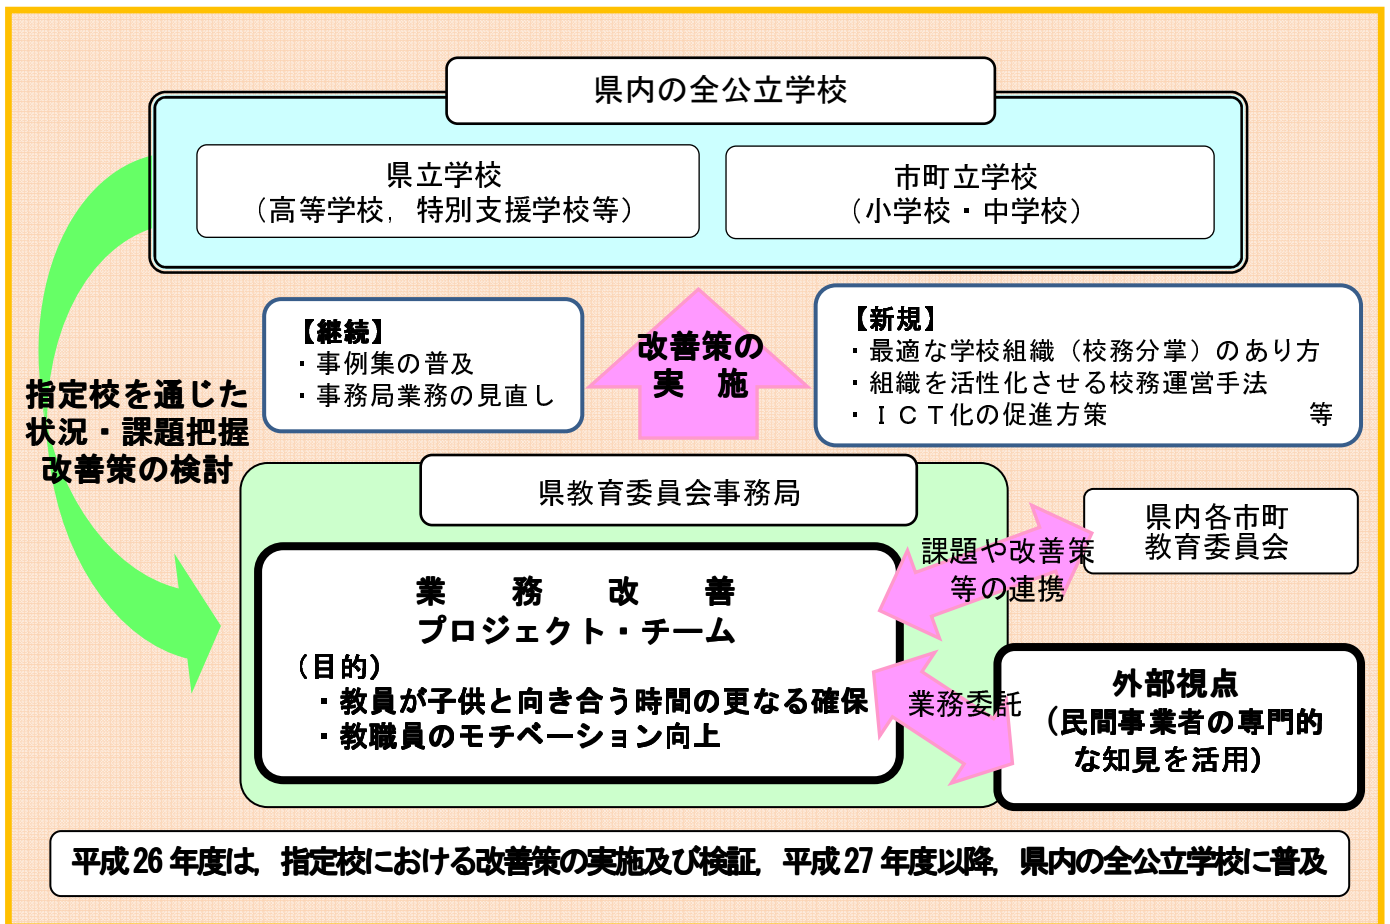 県内の全公立学校
県立学校
（高等学校，特別支援学校等）
市町立学校
（小学校・中学校）
【継続】
・事例集の普及
・事務局業務の見直し
改善策の
実　施
【新規】
・最適な学校組織（校務分掌）のあり方
・組織を活性化させる校務運営手法
・ＩＣＴ化の促進方策　等
指定校を通じた
状況・課題把握
改善策の検討
県教育委員会事務局
業　務　改　善
プロジェクト・チーム
（目的）
・教員が子供と向き合う時間の更なる確保
・教職員のモチベーション向上
課題や改善策
等の連携
県内各市町
教育委員会
業務委託
外部視点
（民間事業者の専門的
な知見を活用）
平成26年度は，指定校における改善策の実施及び検証，平成27年度以降，県内の全公立学校に普及